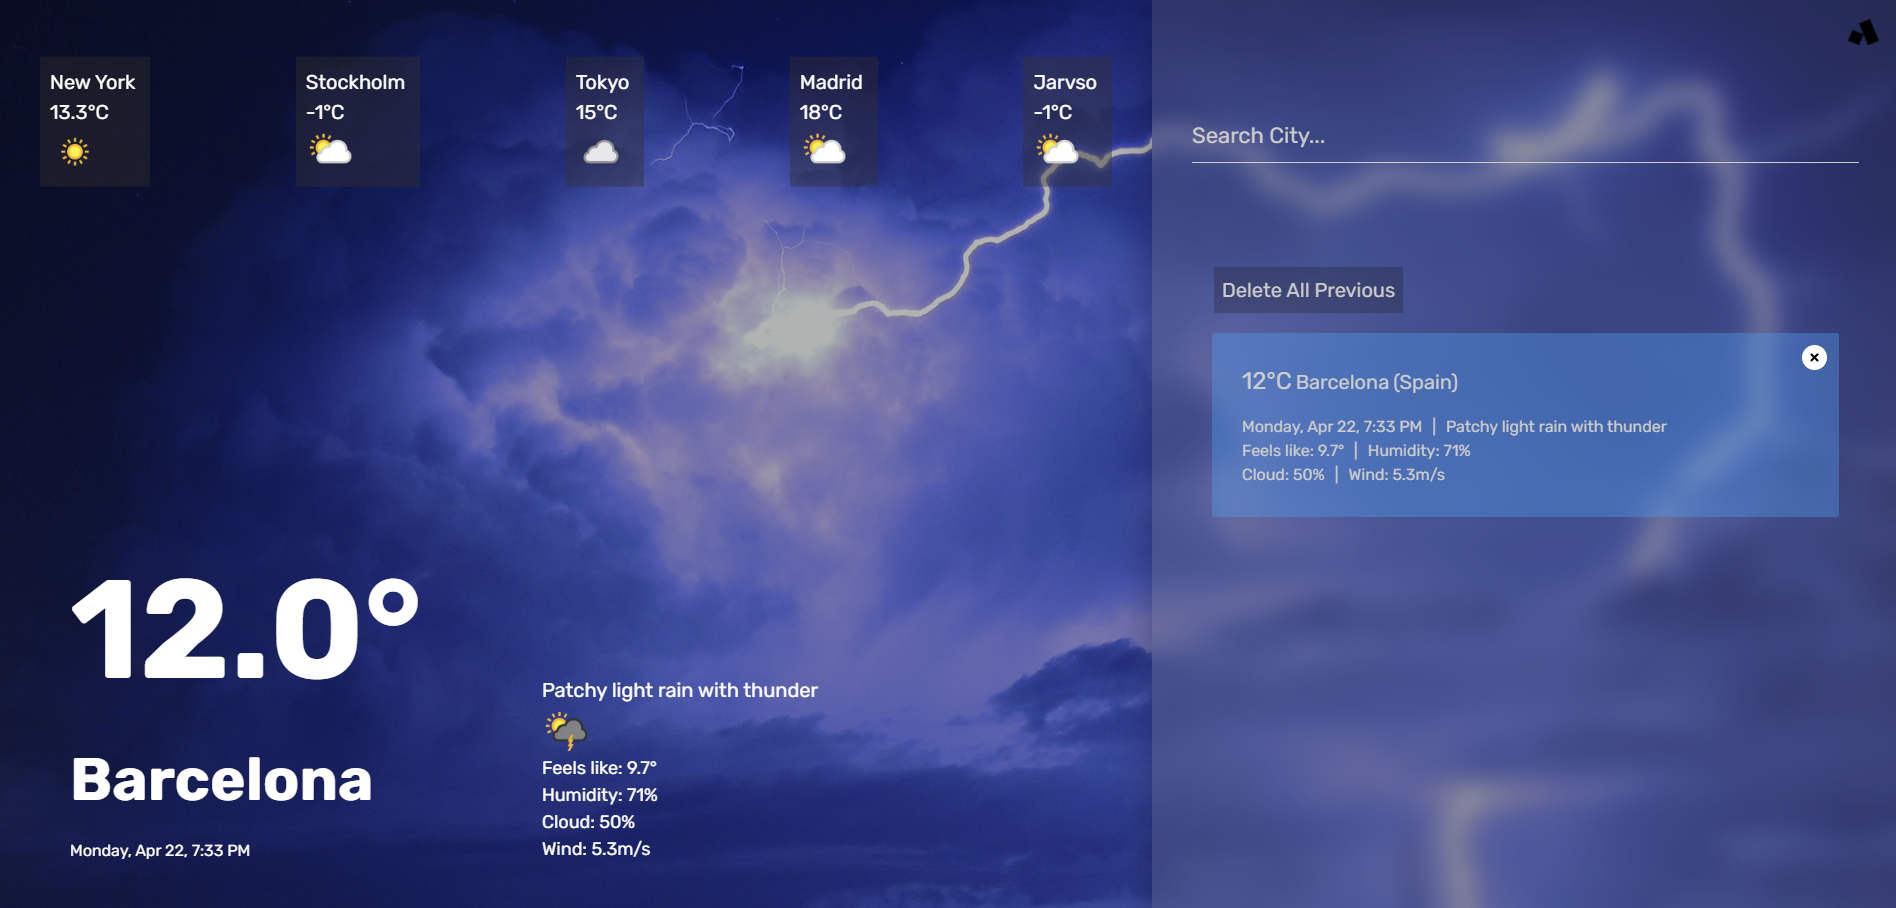 New York
13.3°C
Stockholm
-1°C
Tokyo
15°C
Madrid
18°C
Jarvso
-1°C
Search City...
Delete All Previous
12°C Barcelona (Spain)
Monday, Apr 22, 7:33 PM | Patchy light rain with thunder
Feels like: 9.7° | Humidity: 71%
Cloud: 50% | Wind: 5.3m/s
12.0°
Barcelona
Monday, Apr 22, 7:33 PM
Patchy light rain with thunder
Feels like: 9.7°
Humidity: 71%
Cloud: 50%
Wind: 5.3m/s